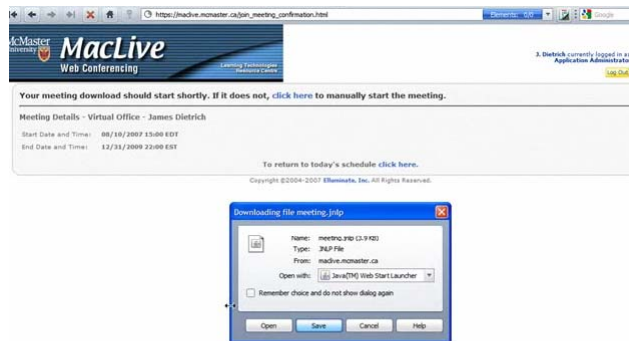 https://maclive.mcmaster.ca/join_meeting_confirmation.html
Elements: 0/0
Google
McMaster
University
MacLive
Web Conferencing
Learning Technologies
Resource Centre
J. Dietrich currently logged in as
Application Administrator
Log Out
Your meeting download should start shortly. If it does not, click here to manually start the meeting.
Meeting Details - Virtual Office - James Dietrich
Start Date and Time: 08/10/2007 15:00 EDT
End Date and Time: 12/31/2009 22:00 EST
To return to today's schedule click here.
Copyright ©2004-2007 Elluminate, Inc. All Rights Reserved.
Downloading file meeting.jnlp
Name: meeting.jnlp (3.9 KB)
Type: JNLP File
From: maclive.mcmaster.ca
Open with: Java(TM) Web Start Launcher
Remember choice and do not show dialog again
Open Save Cancel Help